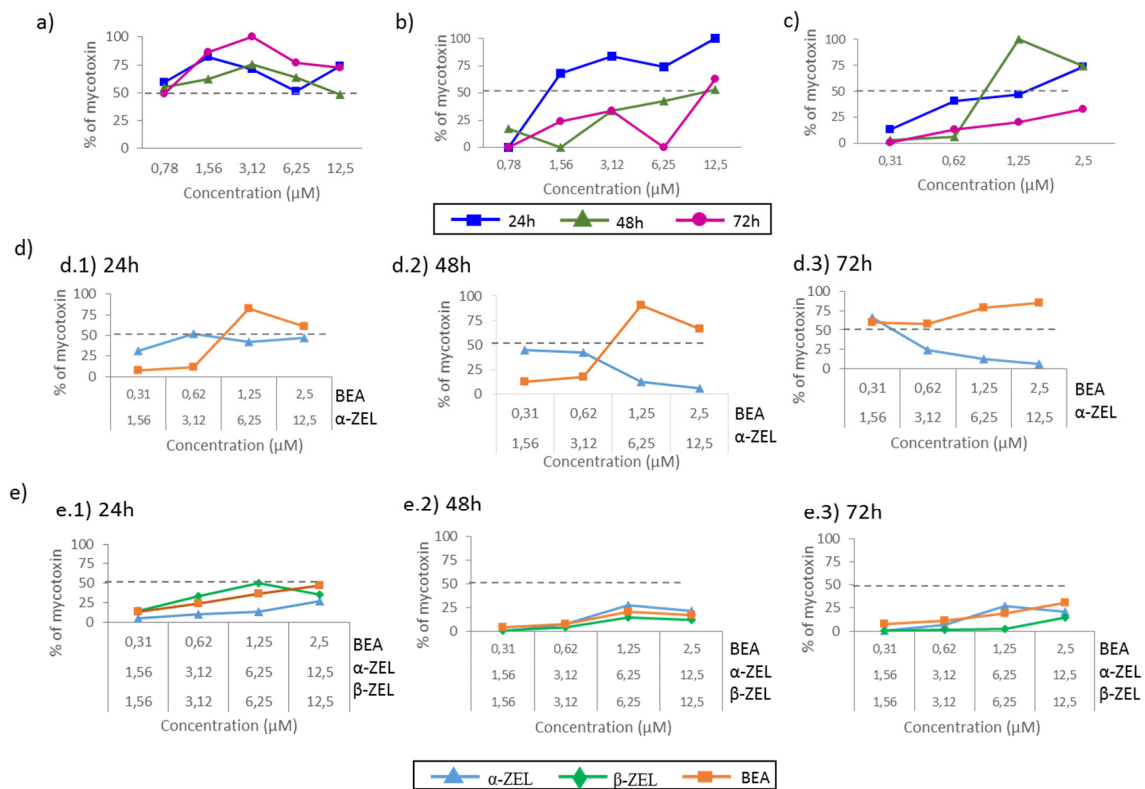 a)
b)
c)
% of mycotoxin
100
75
50
25
0
0,78 1,56 3,12 6,25 12,5
Concentration (µM)
% of mycotoxin
100
75
50
25
0
0,78 1,56 3,12 6,25 12,5
Concentration (µM)
% of mycotoxin
100
75
50
25
0
0,31 0,62 1,25 2,5
Concentration (µM)
24h 48h 72h
d)
d.1) 24h
% of mycotoxin
100
75
50
25
0
0,31 0,62 1,25 2,5 BEA
1,56 3,12 6,25 12,5 α-ZEL
Concentration (µM)
d.2) 48h
% of mycotoxin
100
75
50
25
0
0,31 0,62 1,25 2,5 BEA
1,56 3,12 6,25 12,5 α-ZEL
Concentration (µM)
d.3) 72h
% of mycotoxin
100
75
50
25
0
0,31 0,62 1,25 2,5 BEA
1,56 3,12 6,25 12,5 α-ZEL
Concentration (µM)
e)
e.1) 24h
% of mycotoxin
100
75
50
25
0
0,31 0,62 1,25 2,5 BEA
1,56 3,12 6,25 12,5 α-ZEL
1,56 3,12 6,25 12,5 β-ZEL
Concentration (µM)
e.2) 48h
% of mycotoxin
100
75
50
25
0
0,31 0,62 1,25 2,5 BEA
1,56 3,12 6,25 12,5 α-ZEL
1,56 3,12 6,25 12,5 β-ZEL
Concentration (µM)
e.3) 72h
% of mycotoxin
100
75
50
25
0
0,31 0,62 1,25 2,5 BEA
1,56 3,12 6,25 12,5 α-ZEL
1,56 3,12 6,25 12,5 β-ZEL
Concentration (µM)
α-ZEL β-ZEL BEA